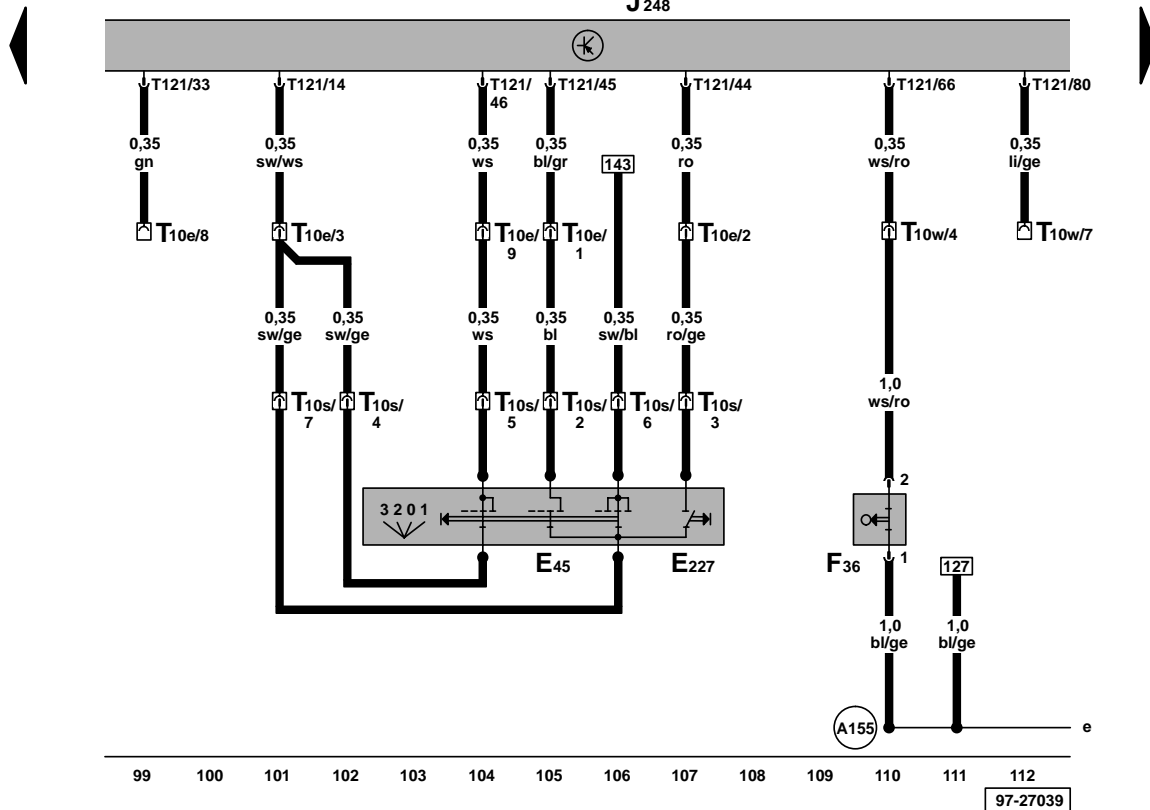 J248
T121/33 T121/14 T121/46 T121/45 T121/44 T121/66 T121/80
0,35 0,35 0,35 0,35 0,35 0,35 0,35
gn sw/ws ws bl/gr ro ws/ro li/ge
143
T10e/8 T10e/3 T10e/9 T10e/1 T10e/2 T10w/4 T10w/7
0,35 0,35 0,35 0,35 0,35 0,35
sw/ge sw/ge ws bl sw/bl ro/ge
1,0
ws/ro
T10s/7 T10s/4 T10s/5 T10s/2 T10s/6 T10s/3
2
3 2 0 1
E45 E227 F36 1 127
1,0 1,0
bl/ge bl/ge
A155 e
99 100 101 102 103 104 105 106 107 108 109 110 111 112
97-27039